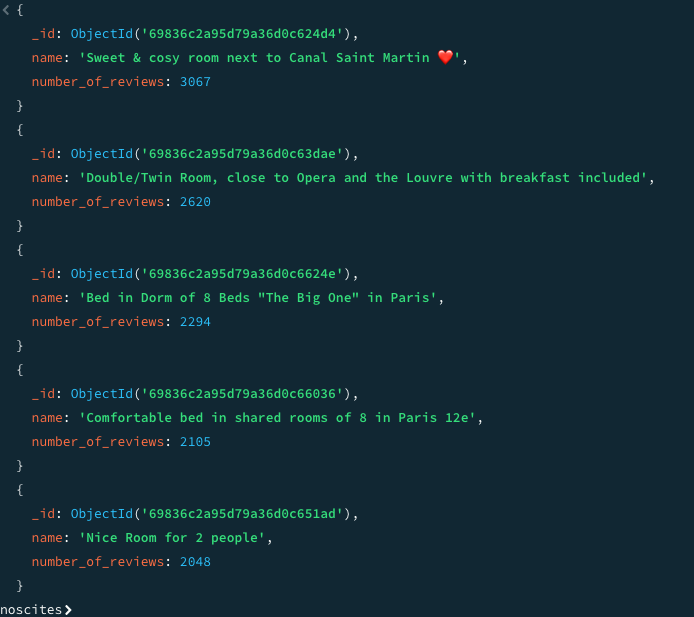 {
_id: ObjectId('69836c2a95d79a36d0c624d4'),
name: 'Sweet & cosy room next to Canal Saint Martin ❤️',
number_of_reviews: 3067
}
{
_id: ObjectId('69836c2a95d79a36d0c63dae'),
name: 'Double/Twin Room, close to Opera and the Louvre with breakfast included',
number_of_reviews: 2620
}
{
_id: ObjectId('69836c2a95d79a36d0c6624e'),
name: 'Bed in Dorm of 8 Beds "The Big One" in Paris',
number_of_reviews: 2294
}
{
_id: ObjectId('69836c2a95d79a36d0c66036'),
name: 'Comfortable bed in shared rooms of 8 in Paris 12e',
number_of_reviews: 2105
}
{
_id: ObjectId('69836c2a95d79a36d0c651ad'),
name: 'Nice Room for 2 people',
number_of_reviews: 2048
}
noscites>